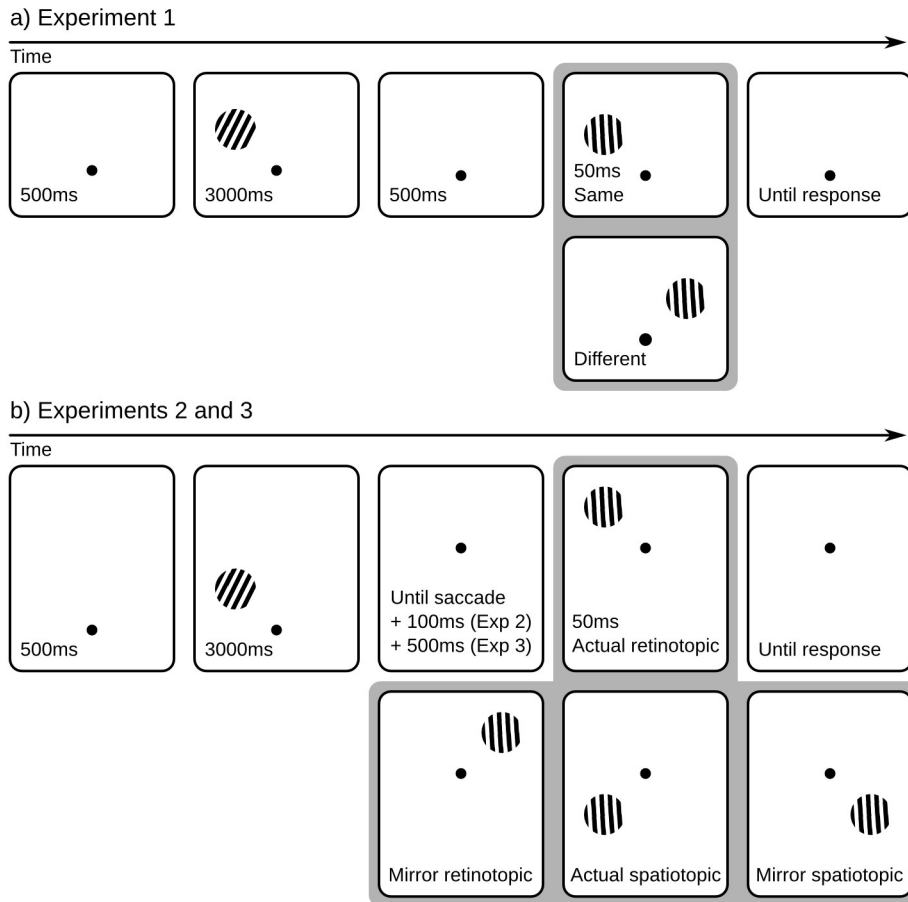 a) Experiment 1
Time
500ms
3000ms
500ms
50ms
Same
Until response
Different
b) Experiments 2 and 3
Time
500ms
3000ms
Until saccade
+ 100ms (Exp 2)
+ 500ms (Exp 3)
50ms
Actual retinotopic
Until response
Mirror retinotopic
Actual spatiotopic
Mirror spatiotopic